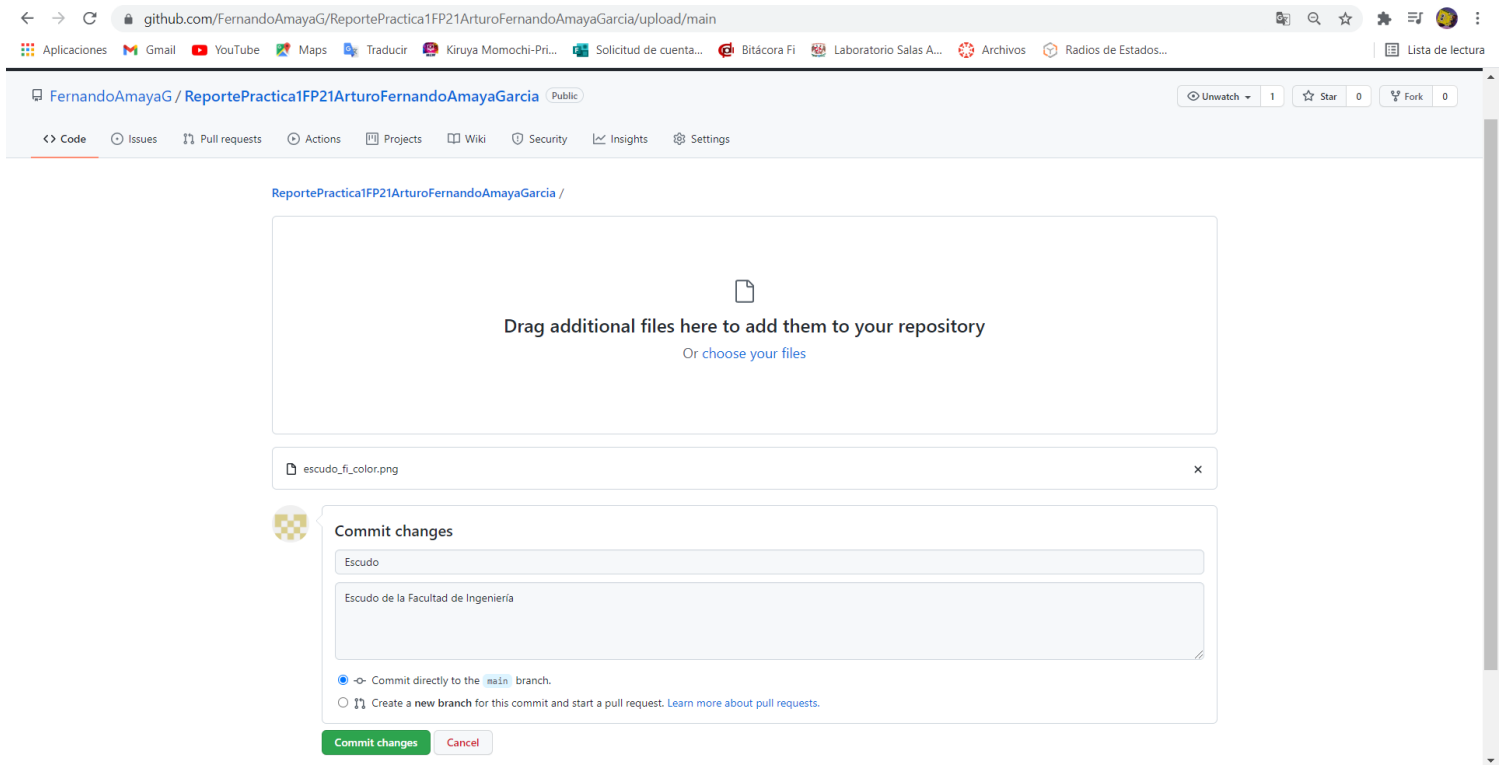 github.com/FernandoAmayaG/ReportePractica1FP21ArturoFernandoAmayaGarcia/upload/main
Aplicaciones Gmail YouTube Maps Traducir Kiruya Momochi-Pri... Solicitud de cuenta... Bitácora Fi Laboratorio Salas A... Archivos Radios de Estados... Lista de lectura
FernandoAmayaG / ReportePractica1FP21ArturoFernandoAmayaGarcia Public Unwatch 1 Star 0 Fork 0
<> Code Issues Pull requests Actions Projects Wiki Security Insights Settings
ReportePractica1FP21ArturoFernandoAmayaGarcia /
Drag additional files here to add them to your repository
Or choose your files
escudo_fi_color.png
Commit changes
Escudo
Escudo de la Facultad de Ingeniería
Commit directly to the main branch.
Create a new branch for this commit and start a pull request. Learn more about pull requests.
Commit changes Cancel